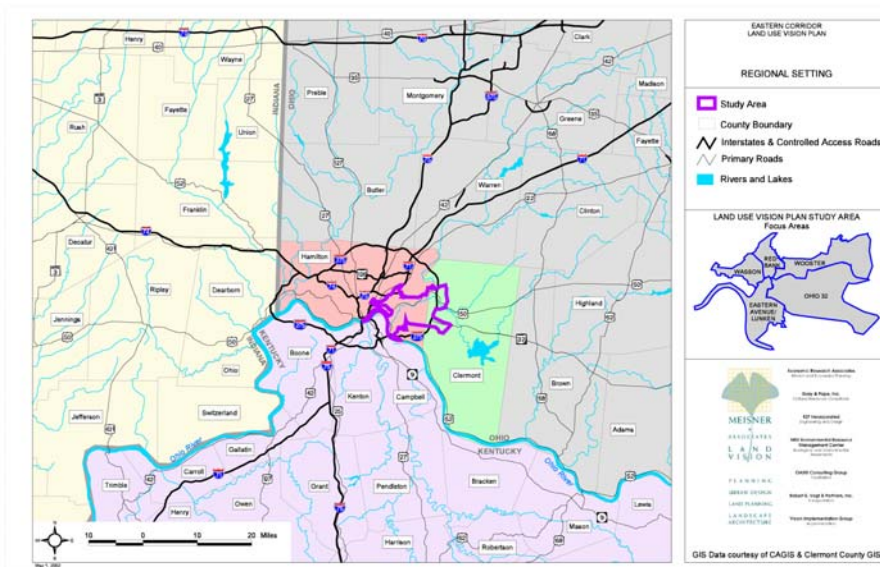 EASTERN CORRIDOR
LAND USE VISION PLAN
REGIONAL SETTING
Study Area
County Boundary
Interstates & Controlled Access Roads
Primary Roads
Rivers and Lakes
LAND USE VISION PLAN STUDY AREA
Focus Areas
WASSON
RED
BANK
WOOSTER
OHIO 32
EASTERN
AVENUE/
LUNKEN
MEISNER
ASSOCIATES
LAND
VISION
PLANNING
URBAN DESIGN
LAND PLANNING
LANDSCAPE
ARCHITECTURE
Economic Research Associates
Vision Implementation Group
GIS Data courtesy of CAGIS & Clermont County GIS
Henry
Wayne
Fayette
Rush
Union
Franklin
Decatur
Ripley
Dearborn
Jennings
Ohio
Jefferson
Switzerland
INDIANA
OHIO
Preble
Montgomery
Clark
Madison
Greene
Fayette
Butler
Warren
Clinton
Hamilton
Highland
Clermont
Brown
Adams
KENTUCKY
INDIANA
Boone
Kenton
Campbell
OHIO
KENTUCKY
Ohio River
Ohio River
Gallatin
Carroll
Trimble
Henry
Owen
Grant
Pendleton
Bracken
Lewis
Mason
Harrison
Robertson
10 0 10 20 Miles